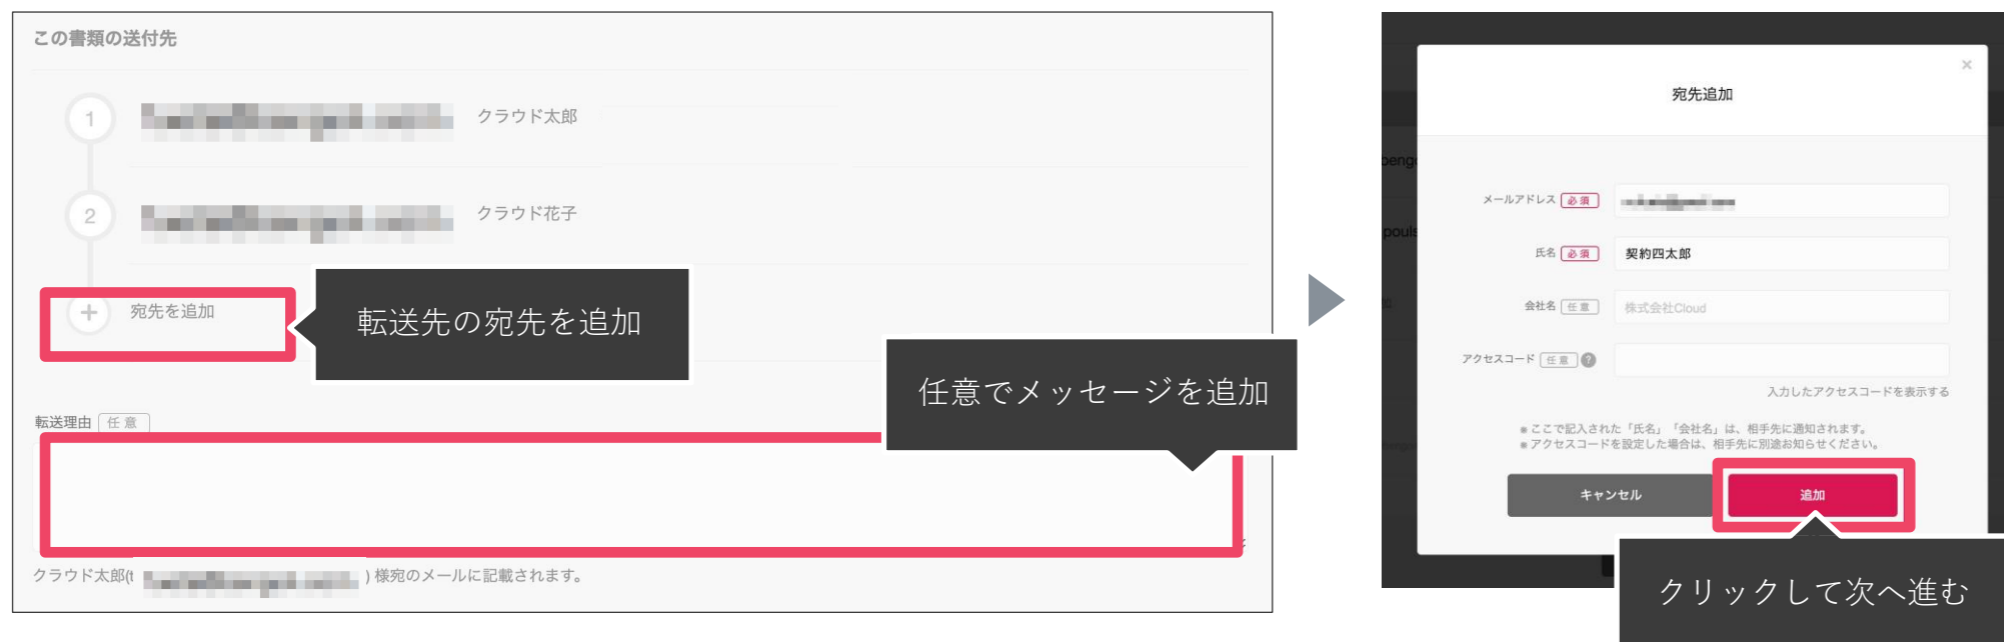 この書類の送付先
1
クラウド太郎
2
クラウド花子
+ 宛先を追加
転送先の宛先を追加
任意でメッセージを追加
転送理由 任意
クラウド太郎(t
) 様宛のメールに記載されます。
×
宛先追加
メールアドレス 必須
氏名 必須 契約四太郎
会社名 任意 株式会社Cloud
アクセスコード 任意 ?
入力したアクセスコードを表示する
※ここで記入された「氏名」「会社名」は、相手先に通知されます。
※アクセスコードを設定した場合は、相手先に別途お知らせください。
キャンセル
追加
クリックして次へ進む